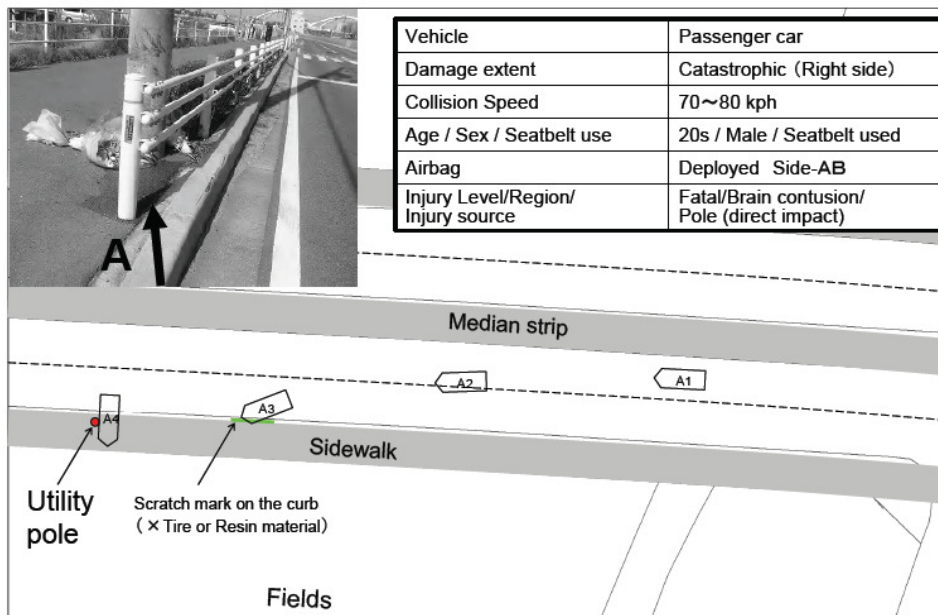 Vehicle Passenger car
Damage extent Catastrophic (Right side)
Collision Speed 70～80 kph
Age / Sex / Seatbelt use 20s / Male / Seatbelt used
Airbag Deployed Side-AB
Injury Level/Region/ Fatal/Brain contusion/
Injury source Pole (direct impact)
A
Median strip
A1
A2
A3
A4
Sidewalk
Utility
pole
Scratch mark on the curb
(×Tire or Resin material)
Fields